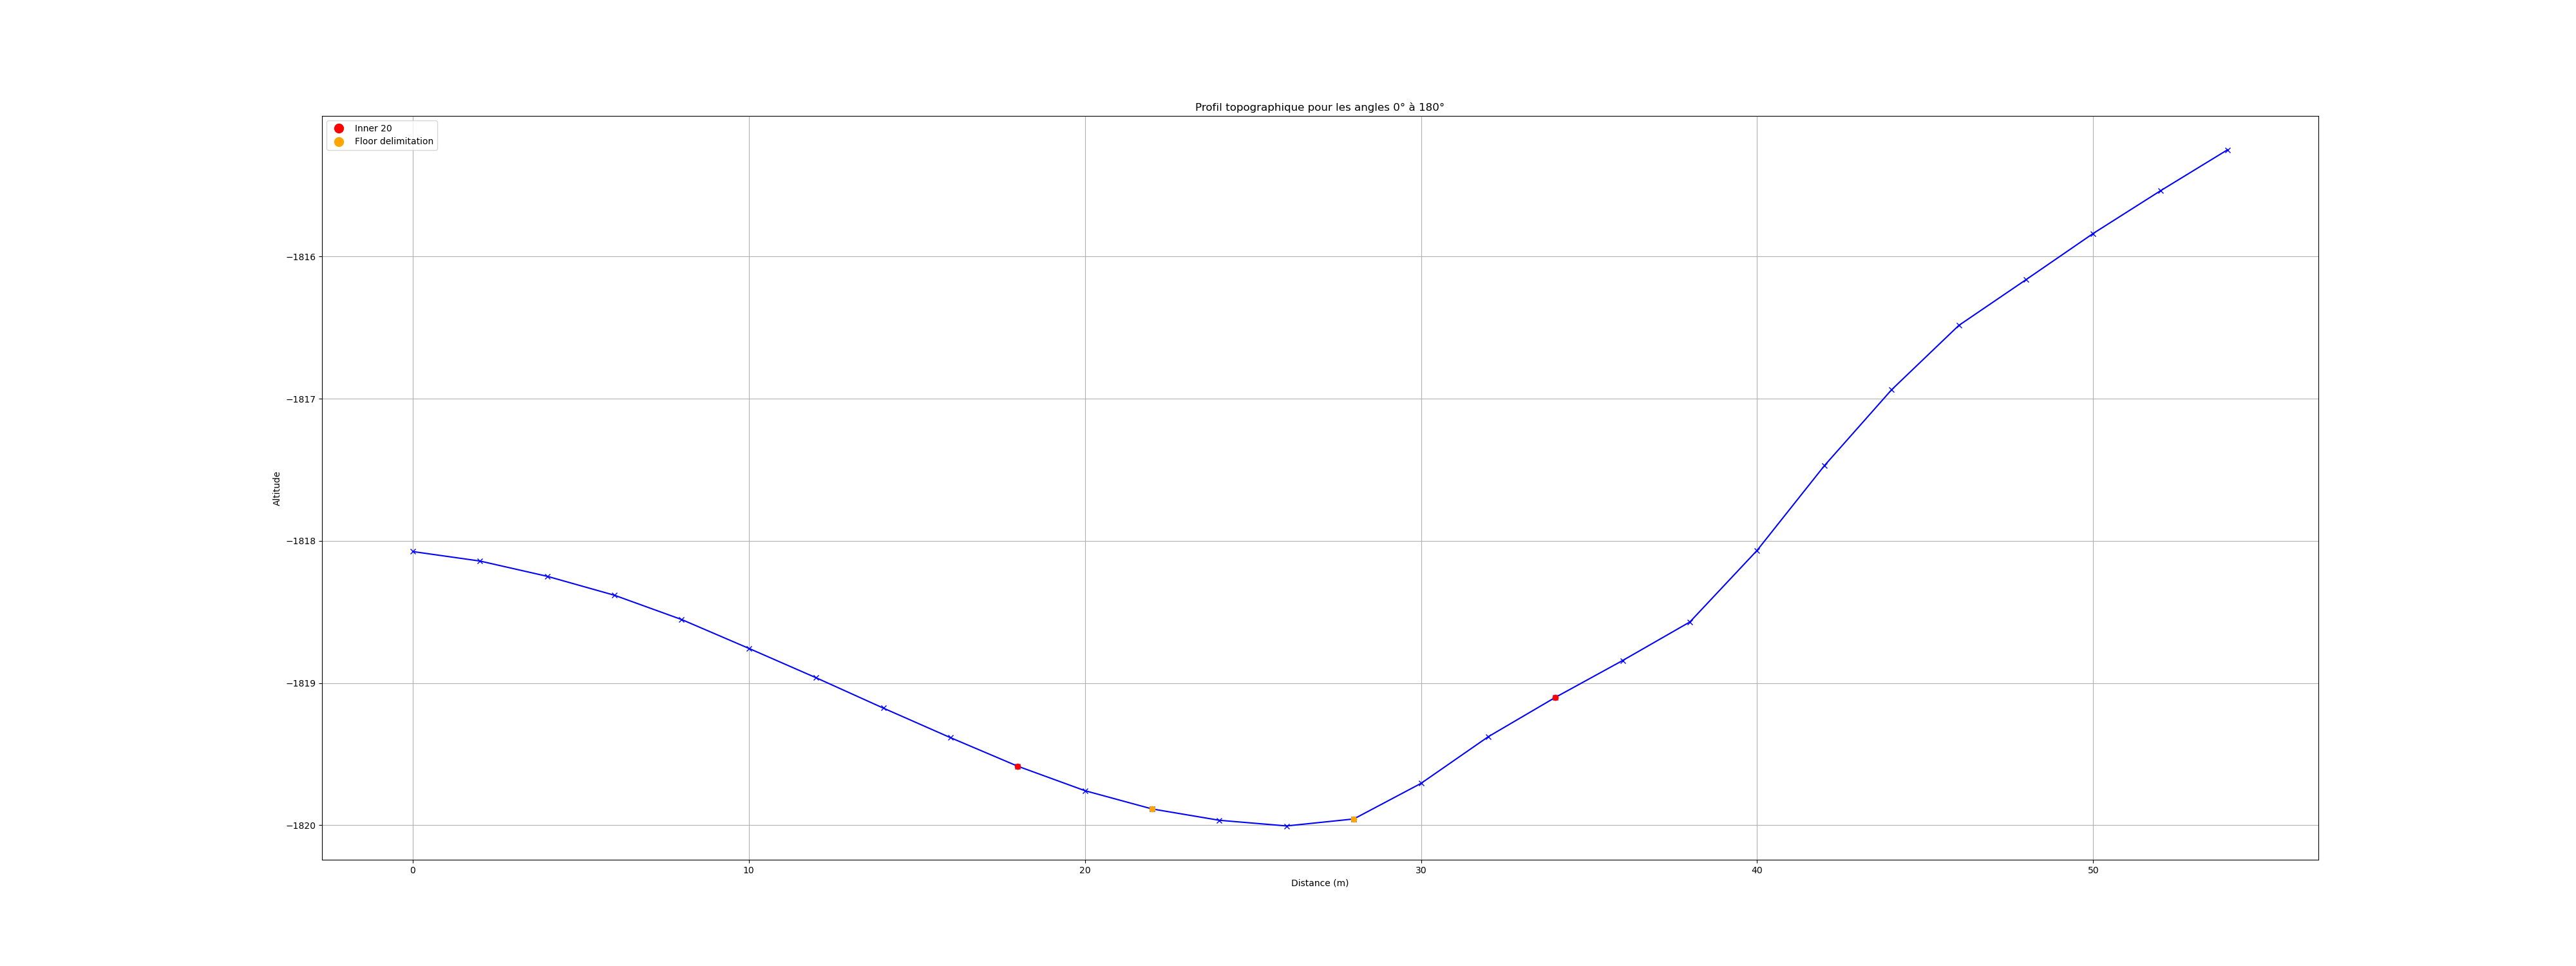 Profil topographique pour les angles 0° à 180°
Inner 20
Floor delimitation
−1816
−1817
−1818
−1819
−1820
Altitude
0 10 20 30 40 50
Distance (m)